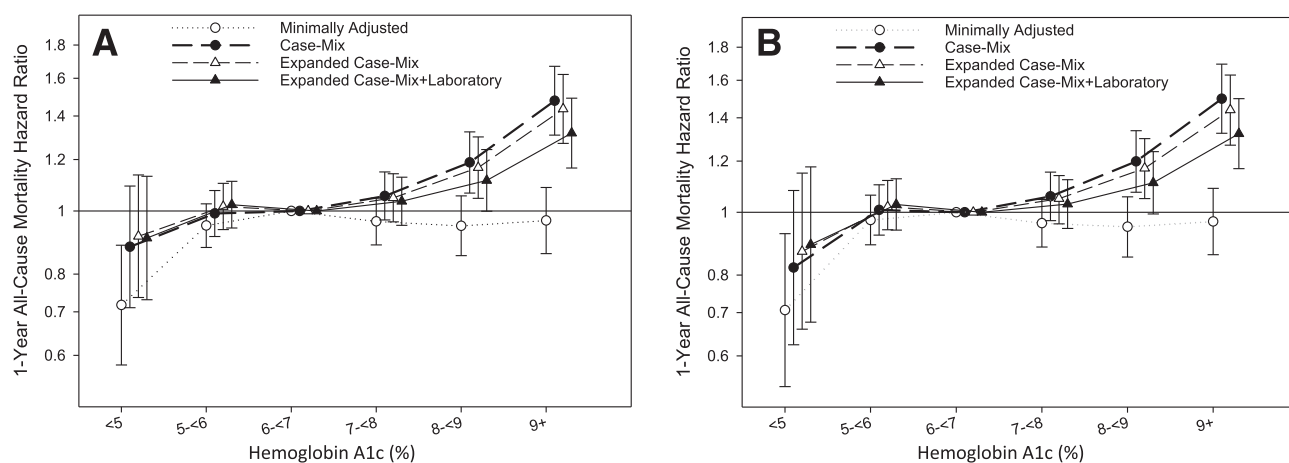 A
Minimally Adjusted
Case-Mix
Expanded Case-Mix
Expanded Case-Mix+Laboratory
1-Year All-Cause Mortality Hazard Ratio
1.8
1.6
1.4
1.2
1
0.8
0.7
0.6
<5
5-<6
6-<7
7-<8
8-<9
9+
Hemoglobin A1c (%)
B
Minimally Adjusted
Case-Mix
Expanded Case-Mix
Expanded Case-Mix+Laboratory
1-Year All-Cause Mortality Hazard Ratio
1.8
1.6
1.4
1.2
1
0.8
0.7
0.6
<5
5-<6
6-<7
7-<8
8-<9
9+
Hemoglobin A1c (%)